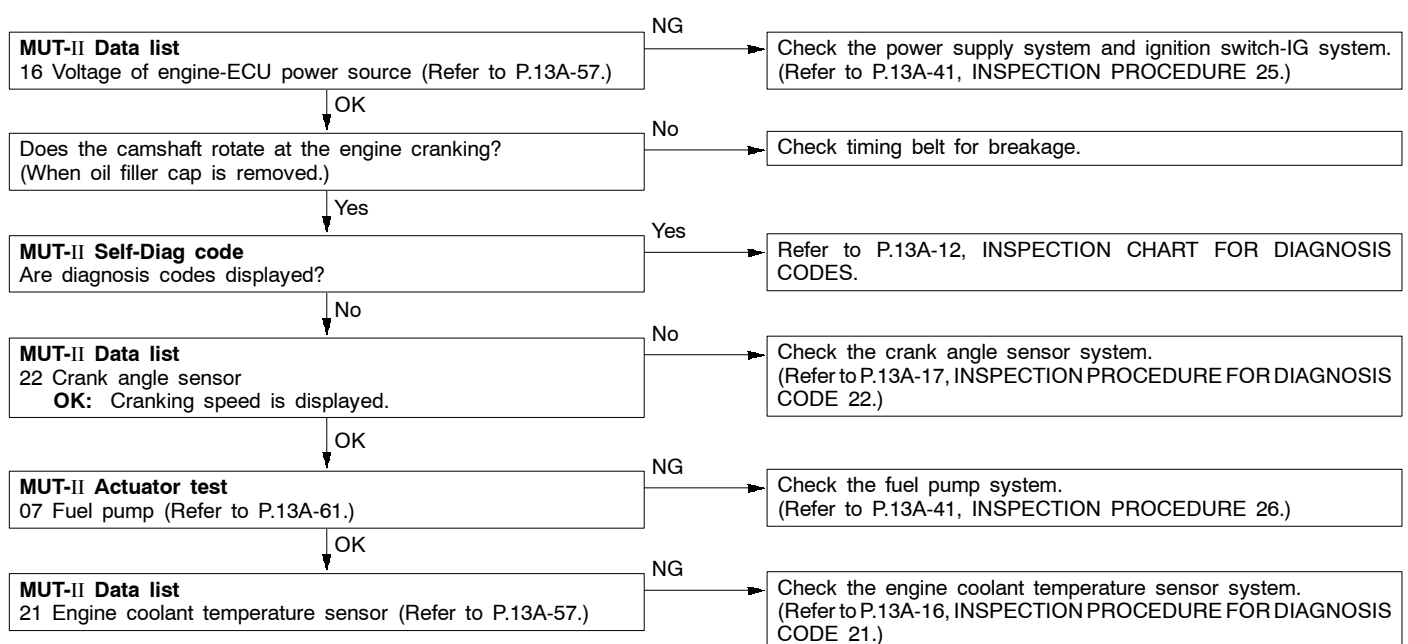 NG
MUT-II Data list
16 Voltage of engine-ECU power source (Refer to P.13A-57.)
Check the power supply system and ignition switch-IG system.
(Refer to P.13A-41, INSPECTION PROCEDURE 25.)
OK
No
Does the camshaft rotate at the engine cranking?
(When oil filler cap is removed.)
Check timing belt for breakage.
Yes
Yes
MUT-II Self-Diag code
Are diagnosis codes displayed?
Refer to P.13A-12, INSPECTION CHART FOR DIAGNOSIS
CODES.
No
No
MUT-II Data list
22 Crank angle sensor
OK: Cranking speed is displayed.
Check the crank angle sensor system.
(Refer to P.13A-17, INSPECTION PROCEDURE FOR DIAGNOSIS
CODE 22.)
OK
NG
MUT-II Actuator test
07 Fuel pump (Refer to P.13A-61.)
Check the fuel pump system.
(Refer to P.13A-41, INSPECTION PROCEDURE 26.)
OK
NG
MUT-II Data list
21 Engine coolant temperature sensor (Refer to P.13A-57.)
Check the engine coolant temperature sensor system.
(Refer to P.13A-16, INSPECTION PROCEDURE FOR DIAGNOSIS
CODE 21.)